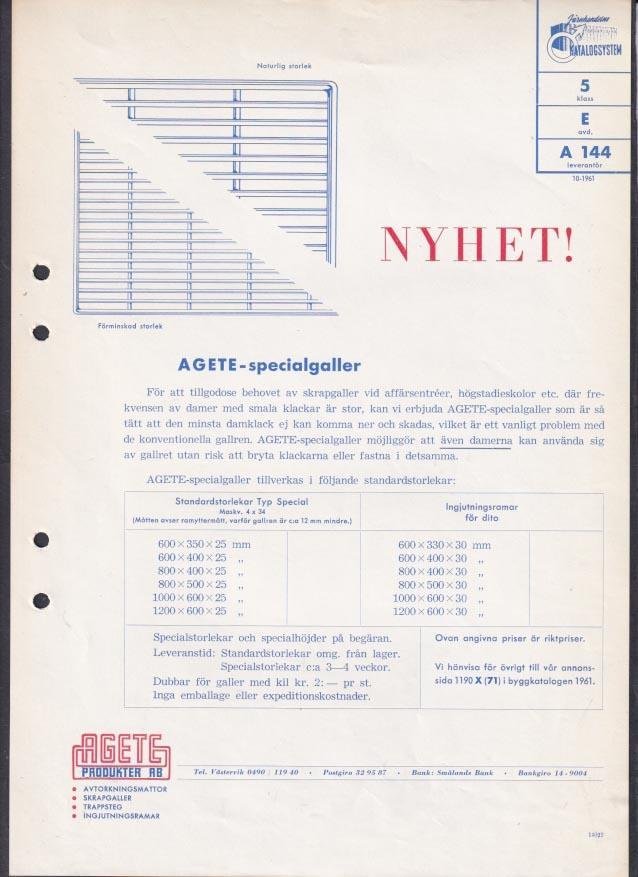 Järnhandelns
KATALOGSYSTEM
5
klass
E
avd.
A 144
leverantör
10-1961
Naturlig storlek
NYHET!
Förminskad storlek
AGETE-specialgaller
För att tillgodose behovet av skrapgaller vid affärsentréer, högstadieskolor etc. där fre-
kvensen av damer med smala klackar är stor, kan vi erbjuda AGETE-specialgaller som är så
tätt att den minsta damklack ej kan komma ner och skadas, vilket är ett vanligt problem med
de konventionella gallren. AGETE-specialgaller möjliggör att även damerna kan använda sig
av gallret utan risk att bryta klackarna eller fastna i detsamma.
AGETE-specialgaller tillverkas i följande standardstorlekar:
Standardstorlekar Typ Special
Maskv. 4 x 34
(Måtten avser ramyttermått, varför gallren är c:a 12 mm mindre.)
Ingjutningsramar
för dito
600×350×25 mm
600×400×25 „
800×400×25 „
800×500×25 „
1000×600×25 „
1200×600×25 „
600×330×30 mm
600×400×30 „
800×400×30 „
800×500×30 „
1000×600×30 „
1200×600×30 „
Specialstorlekar och specialhöjder på begäran.
Leveranstid: Standardstorlekar omg. från lager.
Specialstorlekar c:a 3—4 veckor.
Dubbar för galler med kil kr. 2: — pr st.
Inga emballage eller expeditionskostnader.
Ovan angivna priser är riktpriser.
Vi hänvisa för övrigt till vår annons-
sida 1190 X (71) i byggkatalogen 1961.
AGETE
PRODUKTER AB
Tel. Västervik 0490 / 119 40 • Postgiro 32 95 87 • Bank: Smålands Bank • Bankgiro 14 - 9004
• AVTORKNINGSMATTOR
• SKRAPGALLER
• TRAPPSTEG
• INGJUTNINGSRAMAR